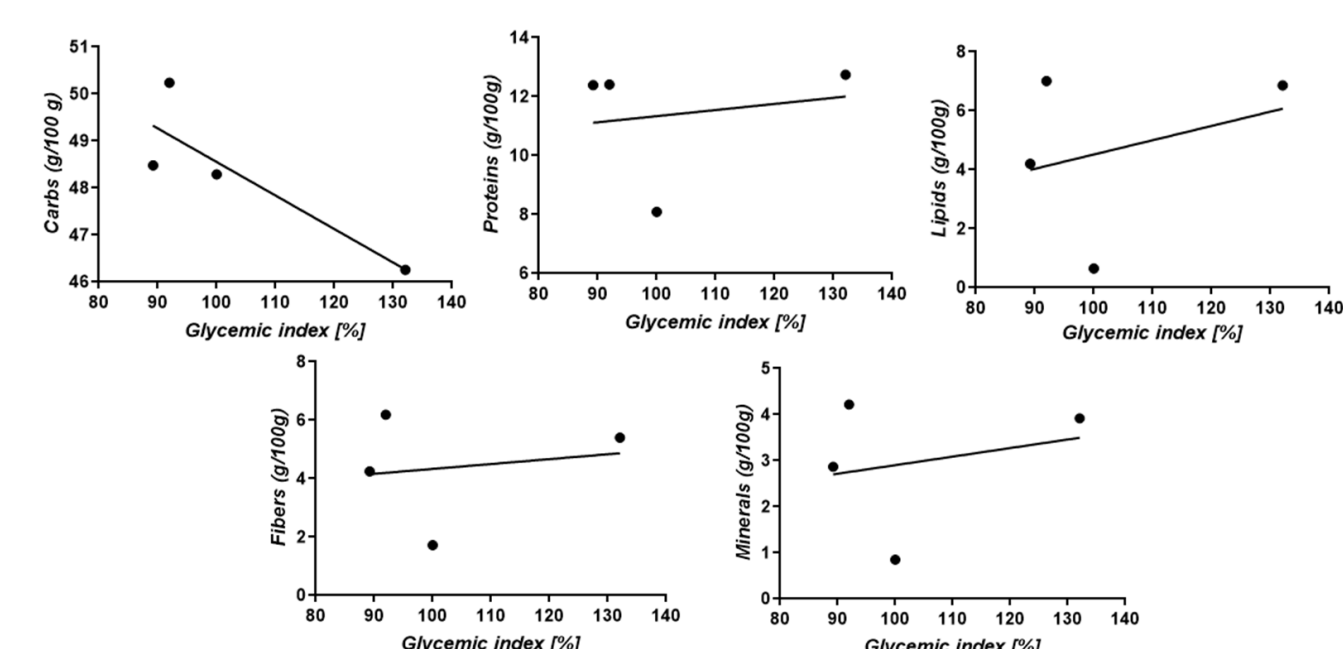 51
50
49
48
47
46
80 90 100 110 120 130 140
Carbs (g/100 g)
Glycemic index [%]
14
12
10
8
6
80 90 100 110 120 130 140
Proteins (g/100g)
Glycemic index [%]
8
6
4
2
0
80 90 100 110 120 130 140
Lipids (g/100g)
Glycemic index [%]
8
6
4
2
0
80 90 100 110 120 130 140
Fibers (g/100g)
Glycemic index [%]
5
4
3
2
1
0
80 90 100 110 120 130 140
Minerals (g/100g)
Glycemic index [%]